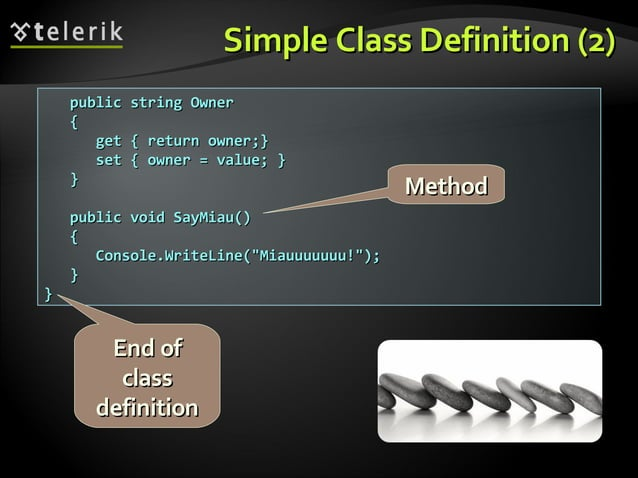 telerik
Simple Class Definition (2)
public string Owner
{
get { return owner;}
set { owner = value; }
}
Method
public void SayMiau()
{
Console.WriteLine("Miauuuuuuu!");
}
}
End of
class
definition